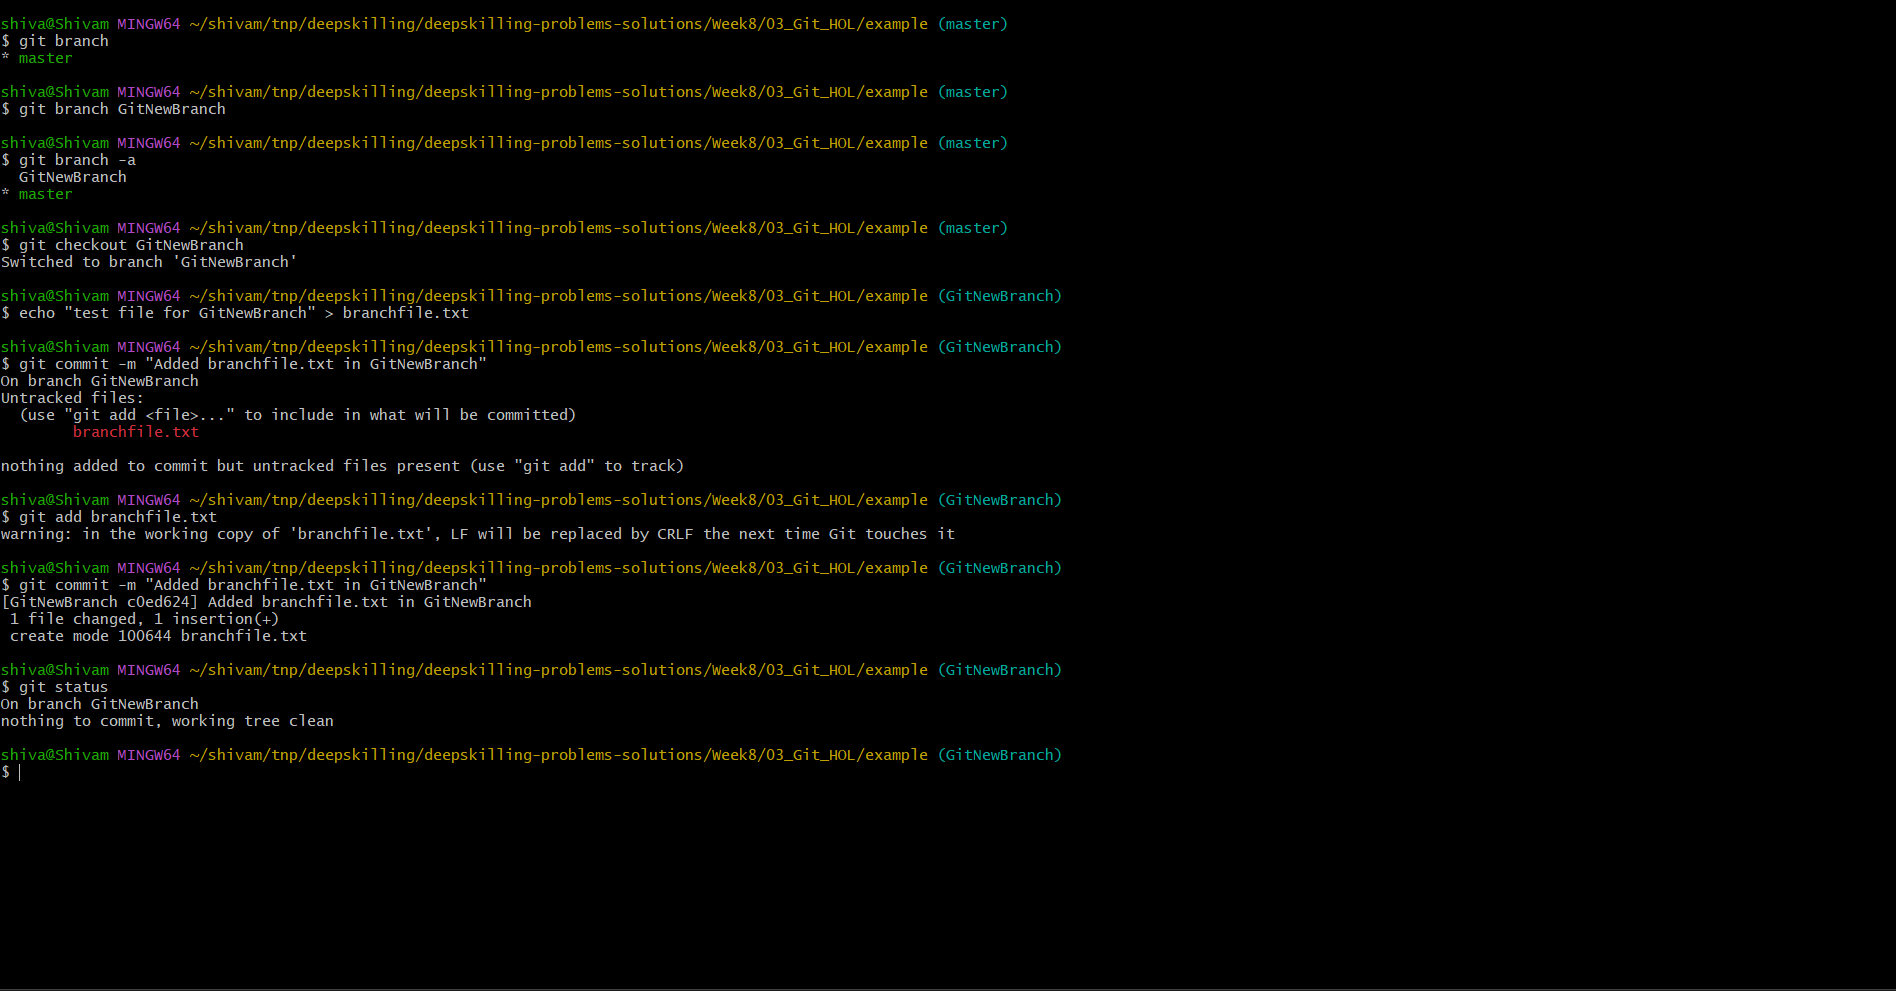 shiva@Shivam MINGW64 ~/shivam/tnp/deepskilling/deepskilling-problems-solutions/Week8/03_Git_HOL/example (master)
$ git branch
* master
shiva@Shivam MINGW64 ~/shivam/tnp/deepskilling/deepskilling-problems-solutions/Week8/03_Git_HOL/example (master)
$ git branch GitNewBranch
shiva@Shivam MINGW64 ~/shivam/tnp/deepskilling/deepskilling-problems-solutions/Week8/03_Git_HOL/example (master)
$ git branch -a
  GitNewBranch
* master
shiva@Shivam MINGW64 ~/shivam/tnp/deepskilling/deepskilling-problems-solutions/Week8/03_Git_HOL/example (master)
$ git checkout GitNewBranch
Switched to branch 'GitNewBranch'
shiva@Shivam MINGW64 ~/shivam/tnp/deepskilling/deepskilling-problems-solutions/Week8/03_Git_HOL/example (GitNewBranch)
$ echo "test file for GitNewBranch" > branchfile.txt
shiva@Shivam MINGW64 ~/shivam/tnp/deepskilling/deepskilling-problems-solutions/Week8/03_Git_HOL/example (GitNewBranch)
$ git commit -m "Added branchfile.txt in GitNewBranch"
On branch GitNewBranch
Untracked files:
  (use "git add <file>..." to include in what will be committed)
        branchfile.txt
nothing added to commit but untracked files present (use "git add" to track)
shiva@Shivam MINGW64 ~/shivam/tnp/deepskilling/deepskilling-problems-solutions/Week8/03_Git_HOL/example (GitNewBranch)
$ git add branchfile.txt
warning: in the working copy of 'branchfile.txt', LF will be replaced by CRLF the next time Git touches it
shiva@Shivam MINGW64 ~/shivam/tnp/deepskilling/deepskilling-problems-solutions/Week8/03_Git_HOL/example (GitNewBranch)
$ git commit -m "Added branchfile.txt in GitNewBranch"
[GitNewBranch c0ed624] Added branchfile.txt in GitNewBranch
 1 file changed, 1 insertion(+)
 create mode 100644 branchfile.txt
shiva@Shivam MINGW64 ~/shivam/tnp/deepskilling/deepskilling-problems-solutions/Week8/03_Git_HOL/example (GitNewBranch)
$ git status
On branch GitNewBranch
nothing to commit, working tree clean
shiva@Shivam MINGW64 ~/shivam/tnp/deepskilling/deepskilling-problems-solutions/Week8/03_Git_HOL/example (GitNewBranch)
$